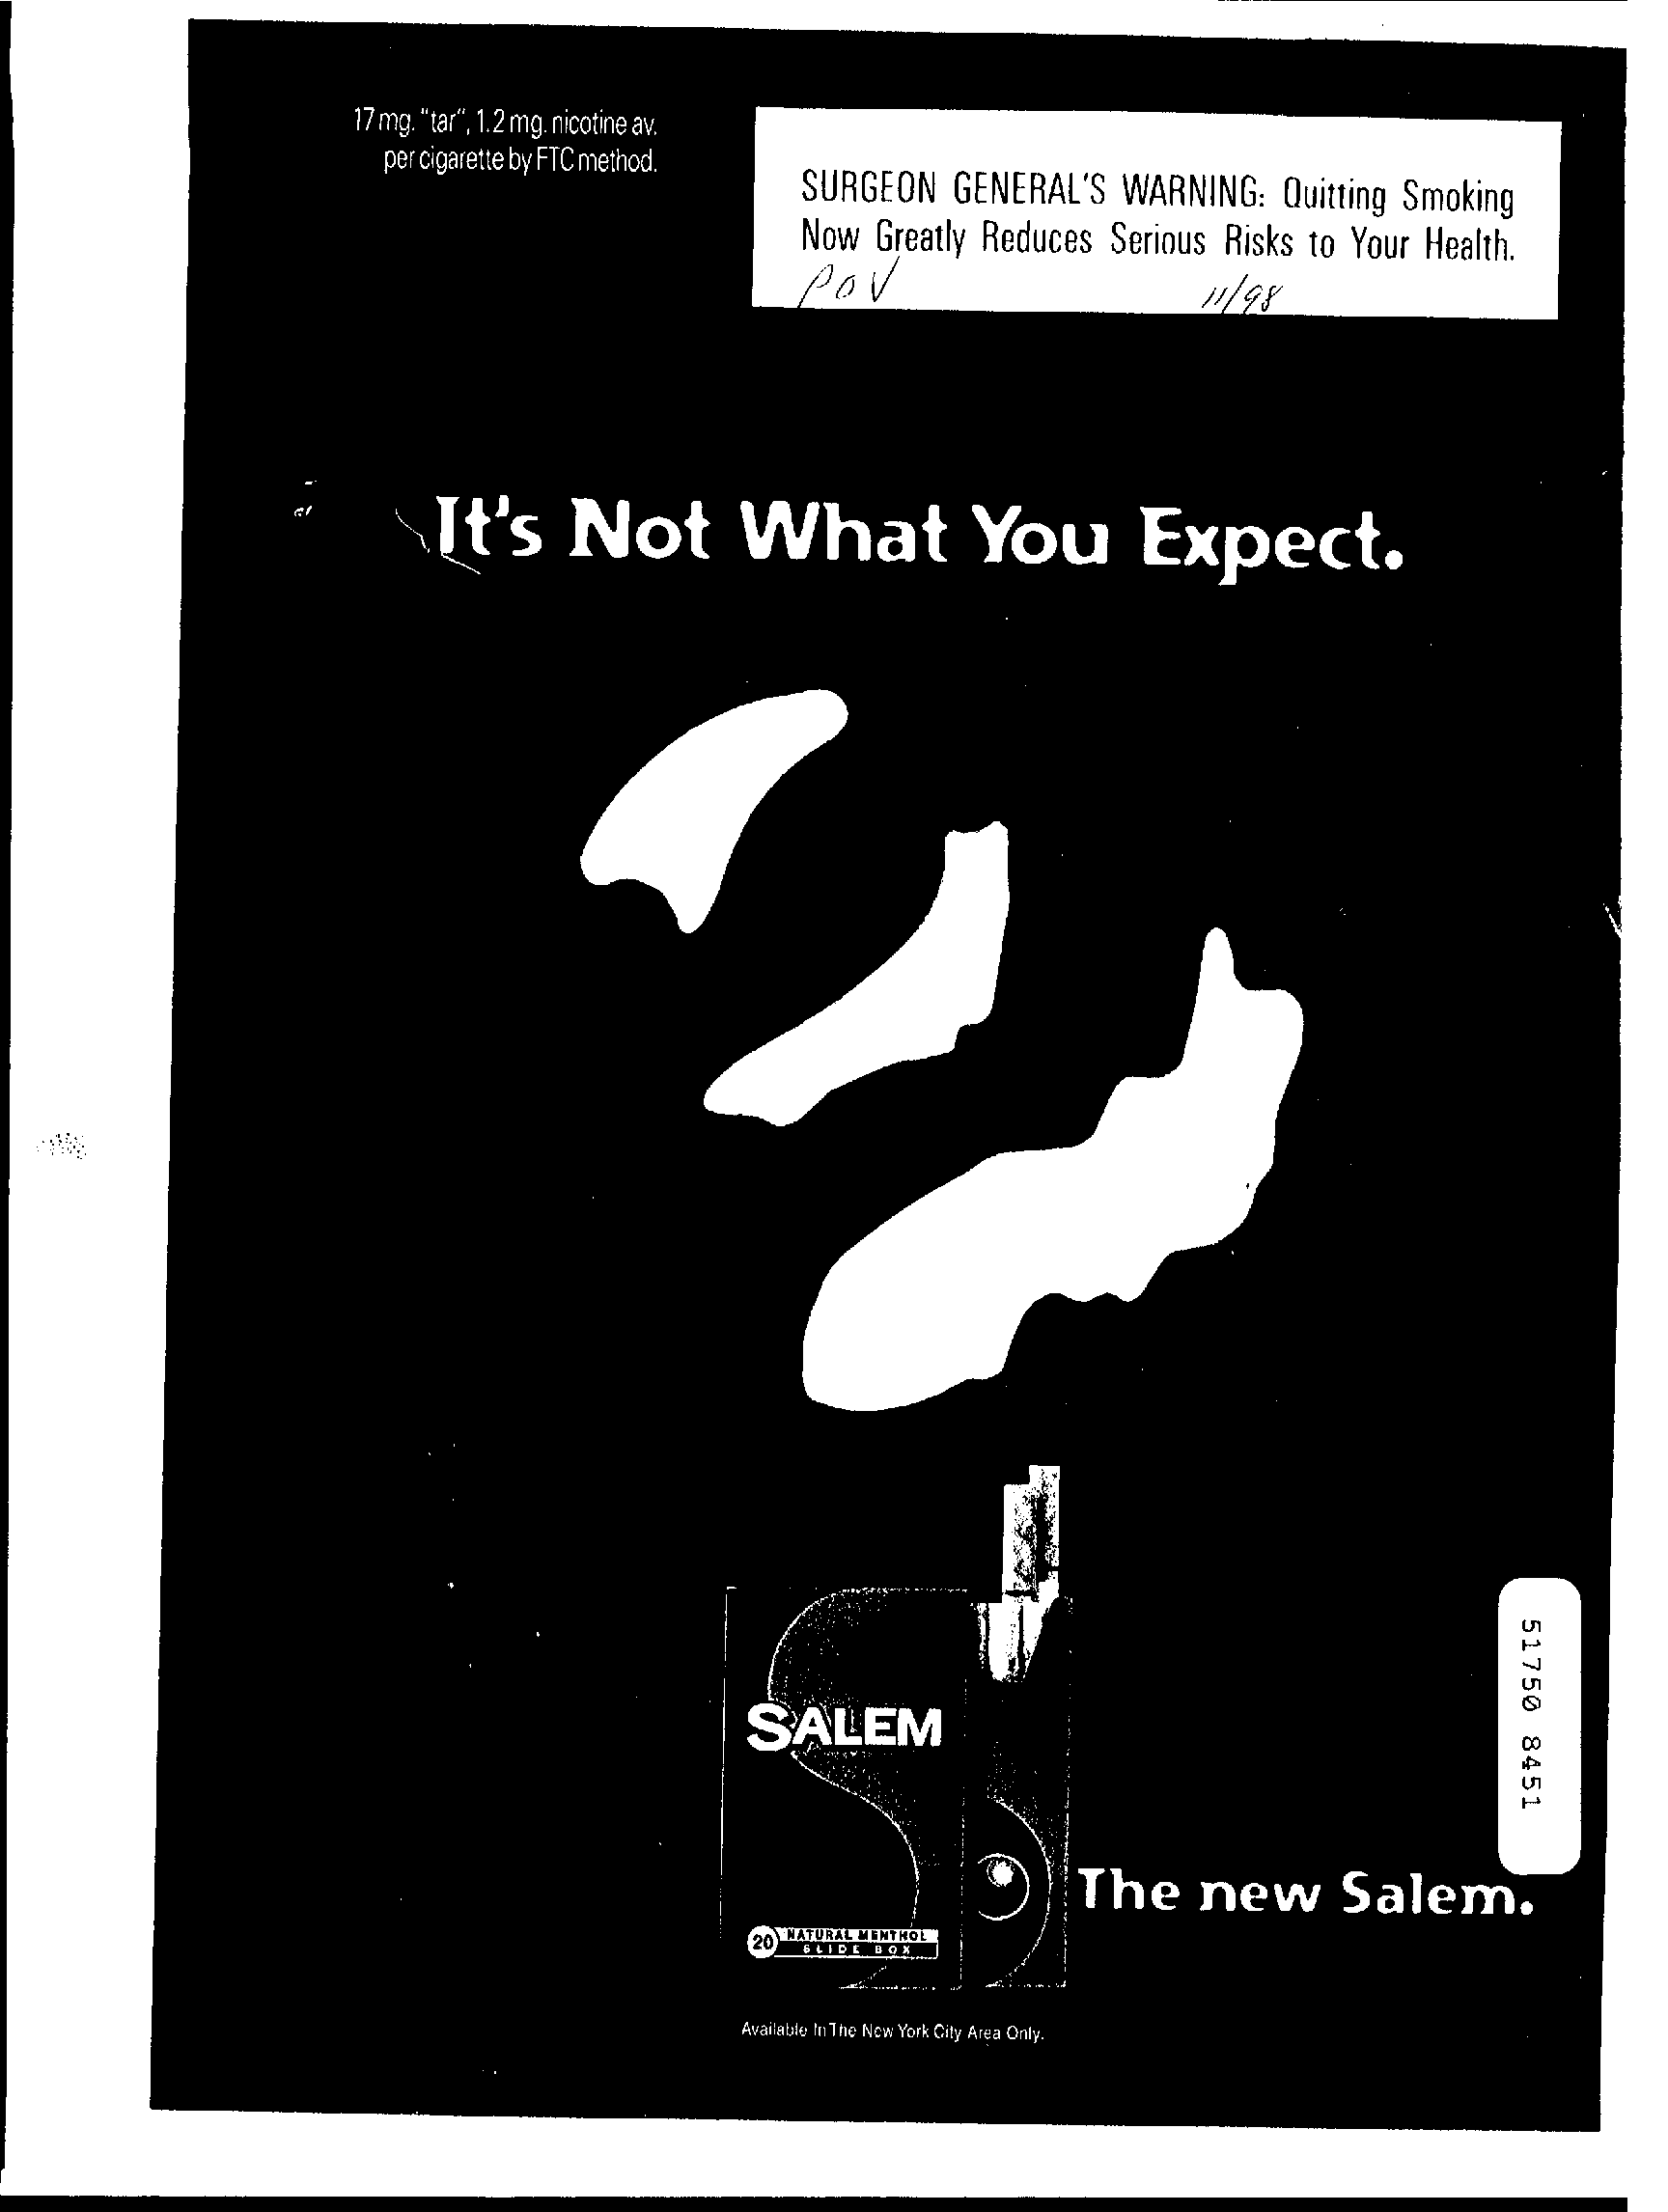 17 mg. "tar", 1.2 mg. nicotine av.
per cigarette by FTC method.
SURGEON GENERAL'S WARNING: Quitting Smoking
Now Greatly Reduces Serious Risks to Your Health.
POV 11/98
It's Not What You Expect.
SALEM
20 NATURAL MENTHOL
SLIDE BOX
The new Salem.
51750 8451
Available In The New York City Area Only.